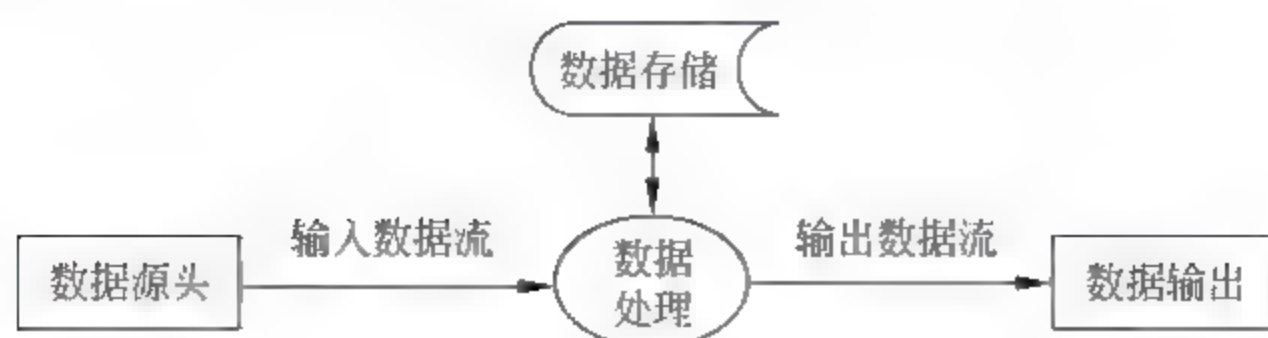 数据存储
输入数据流
输出数据流
数据源头
数据
处理
数据输出